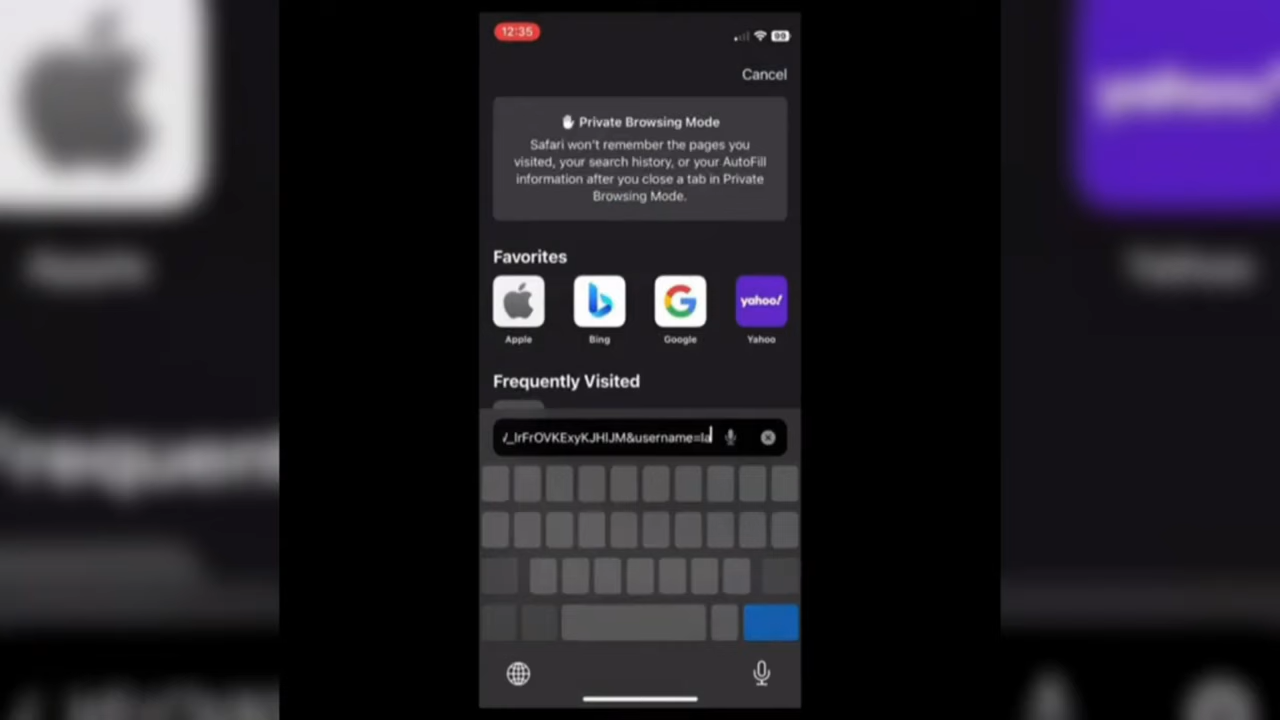 12:35
99
Cancel
Private Browsing Mode
Safari won't remember the pages you
visited, your search history, or your AutoFill
information after you close a tab in Private
Browsing Mode.
Favorites
yahoo!
Apple
Bing
Google
Yahoo
Frequently Visited
/_IrFrOVKExyKJHIJM&username=la